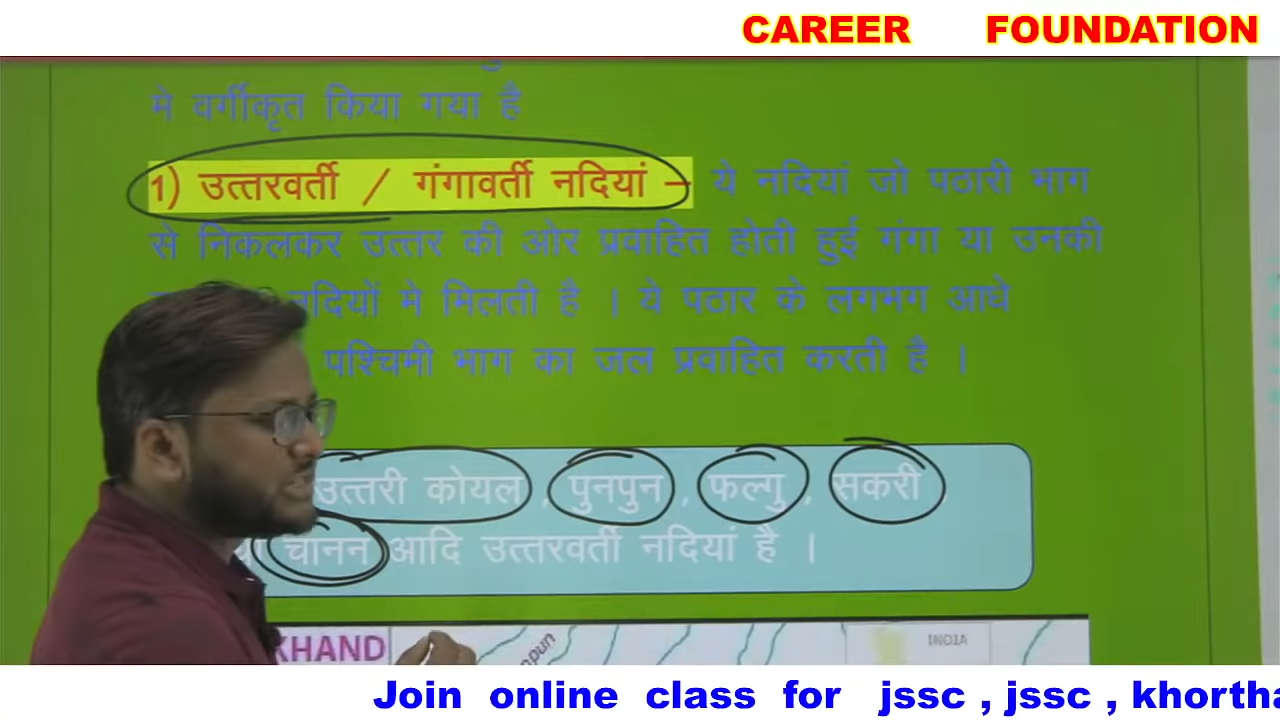 CAREER FOUNDATION
मे वर्गीकृत किया गया है
1) उत्तरवर्ती / गंगावर्ती नदियां – ये नदियां जो पठारी भाग
से निकलकर उत्तर की ओर प्रवाहित होती हुई गंगा या उनकी
नदियों मे मिलती है । ये पठार के लगभग आधे
पश्चिमी भाग का जल प्रवाहित करती है ।
उत्तरी कोयल , पुनपुन , फल्गु , सकरी
चानन आदि उत्तरवर्ती नदियां है ।
KHAND
npun
INDIA
Join online class for jssc , jssc , khortha